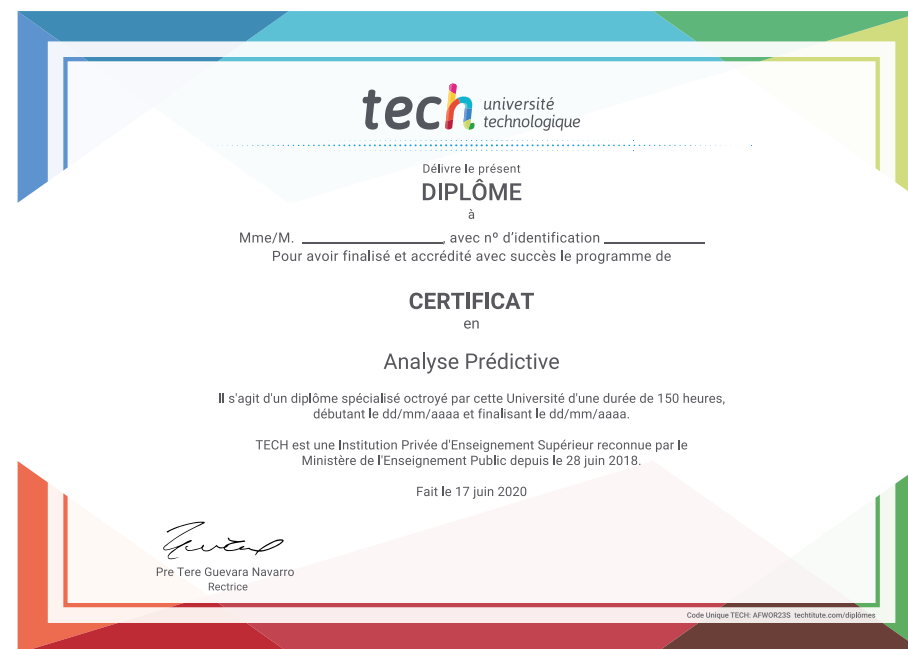 tech université
technologique
Délivre le présent
DIPLÔME
à
Mme/M. ____________________, avec nº d'identification ______________
Pour avoir finalisé et accrédité avec succès le programme de
CERTIFICAT
en
Analyse Prédictive
Il s'agit d'un diplôme spécialisé octroyé par cette Université d'une durée de 150 heures,
débutant le dd/mm/aaaa et finalisant le dd/mm/aaaa.
TECH est une Institution Privée d'Enseignement Supérieur reconnue par le
Ministère de l'Enseignement Public depuis le 28 juin 2018.
Fait le 17 juin 2020
Pre Tere Guevara Navarro
Rectrice
Code Unique TECH: AFWOR23S techtitute.com/diplômes